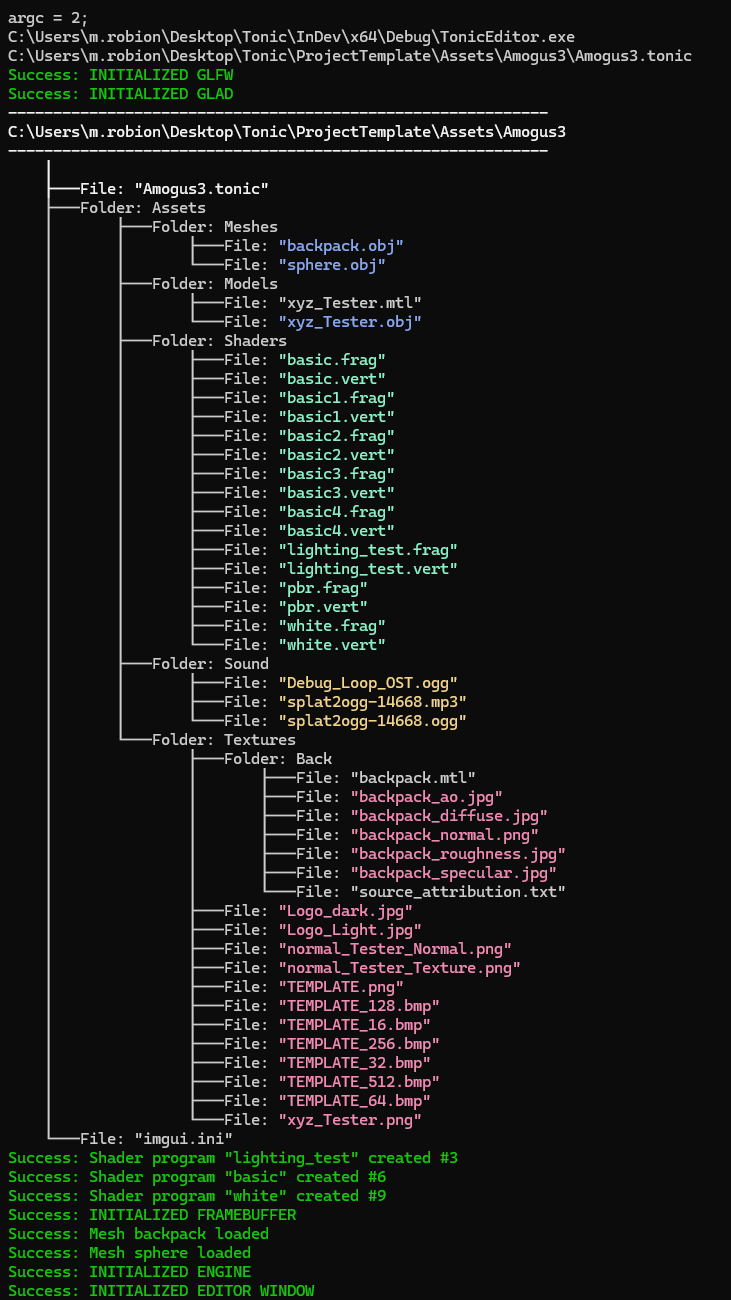 argc = 2;
C:\Users\m.robion\Desktop\Tonic\InDev\x64\Debug\TonicEditor.exe
C:\Users\m.robion\Desktop\Tonic\ProjectTemplate\Assets\Amogus3\Amogus3.tonic
Success: INITIALIZED GLFW
Success: INITIALIZED GLAD
C:\Users\m.robion\Desktop\Tonic\ProjectTemplate\Assets\Amogus3
File: "Amogus3.tonic"
Folder: Assets
Folder: Meshes
File: "backpack.obj"
File: "sphere.obj"
Folder: Models
File: "xyz_Tester.mtl"
File: "xyz_Tester.obj"
Folder: Shaders
File: "basic.frag"
File: "basic.vert"
File: "basic1.frag"
File: "basic1.vert"
File: "basic2.frag"
File: "basic2.vert"
File: "basic3.frag"
File: "basic3.vert"
File: "basic4.frag"
File: "basic4.vert"
File: "lighting_test.frag"
File: "lighting_test.vert"
File: "pbr.frag"
File: "pbr.vert"
File: "white.frag"
File: "white.vert"
Folder: Sound
File: "Debug_Loop_OST.ogg"
File: "splat2ogg-14668.mp3"
File: "splat2ogg-14668.ogg"
Folder: Textures
Folder: Back
File: "backpack.mtl"
File: "backpack_ao.jpg"
File: "backpack_diffuse.jpg"
File: "backpack_normal.png"
File: "backpack_roughness.jpg"
File: "backpack_specular.jpg"
File: "source_attribution.txt"
File: "Logo_dark.jpg"
File: "Logo_Light.jpg"
File: "normal_Tester_Normal.png"
File: "normal_Tester_Texture.png"
File: "TEMPLATE.png"
File: "TEMPLATE_128.bmp"
File: "TEMPLATE_16.bmp"
File: "TEMPLATE_256.bmp"
File: "TEMPLATE_32.bmp"
File: "TEMPLATE_512.bmp"
File: "TEMPLATE_64.bmp"
File: "xyz_Tester.png"
File: "imgui.ini"
Success: Shader program "lighting_test" created #3
Success: Shader program "basic" created #6
Success: Shader program "white" created #9
Success: INITIALIZED FRAMEBUFFER
Success: Mesh backpack loaded
Success: Mesh sphere loaded
Success: INITIALIZED ENGINE
Success: INITIALIZED EDITOR WINDOW